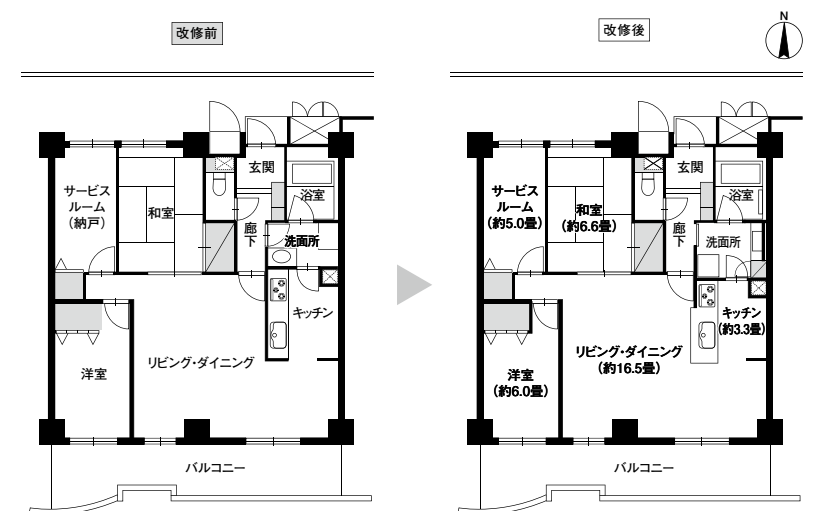 改修前
改修後
N
玄関
サービス
ルーム
（納戸）
和室
浴室
廊
下
洗面所
キッチン
リビング・ダイニング
洋室
バルコニー
玄関
サービス
ルーム
（約5.0畳）
和室
（約6.6畳）
浴室
廊
下
洗面所
キッチン
（約3.3畳）
リビング・ダイニング
（約16.5畳）
洋室
（約6.0畳）
バルコニー